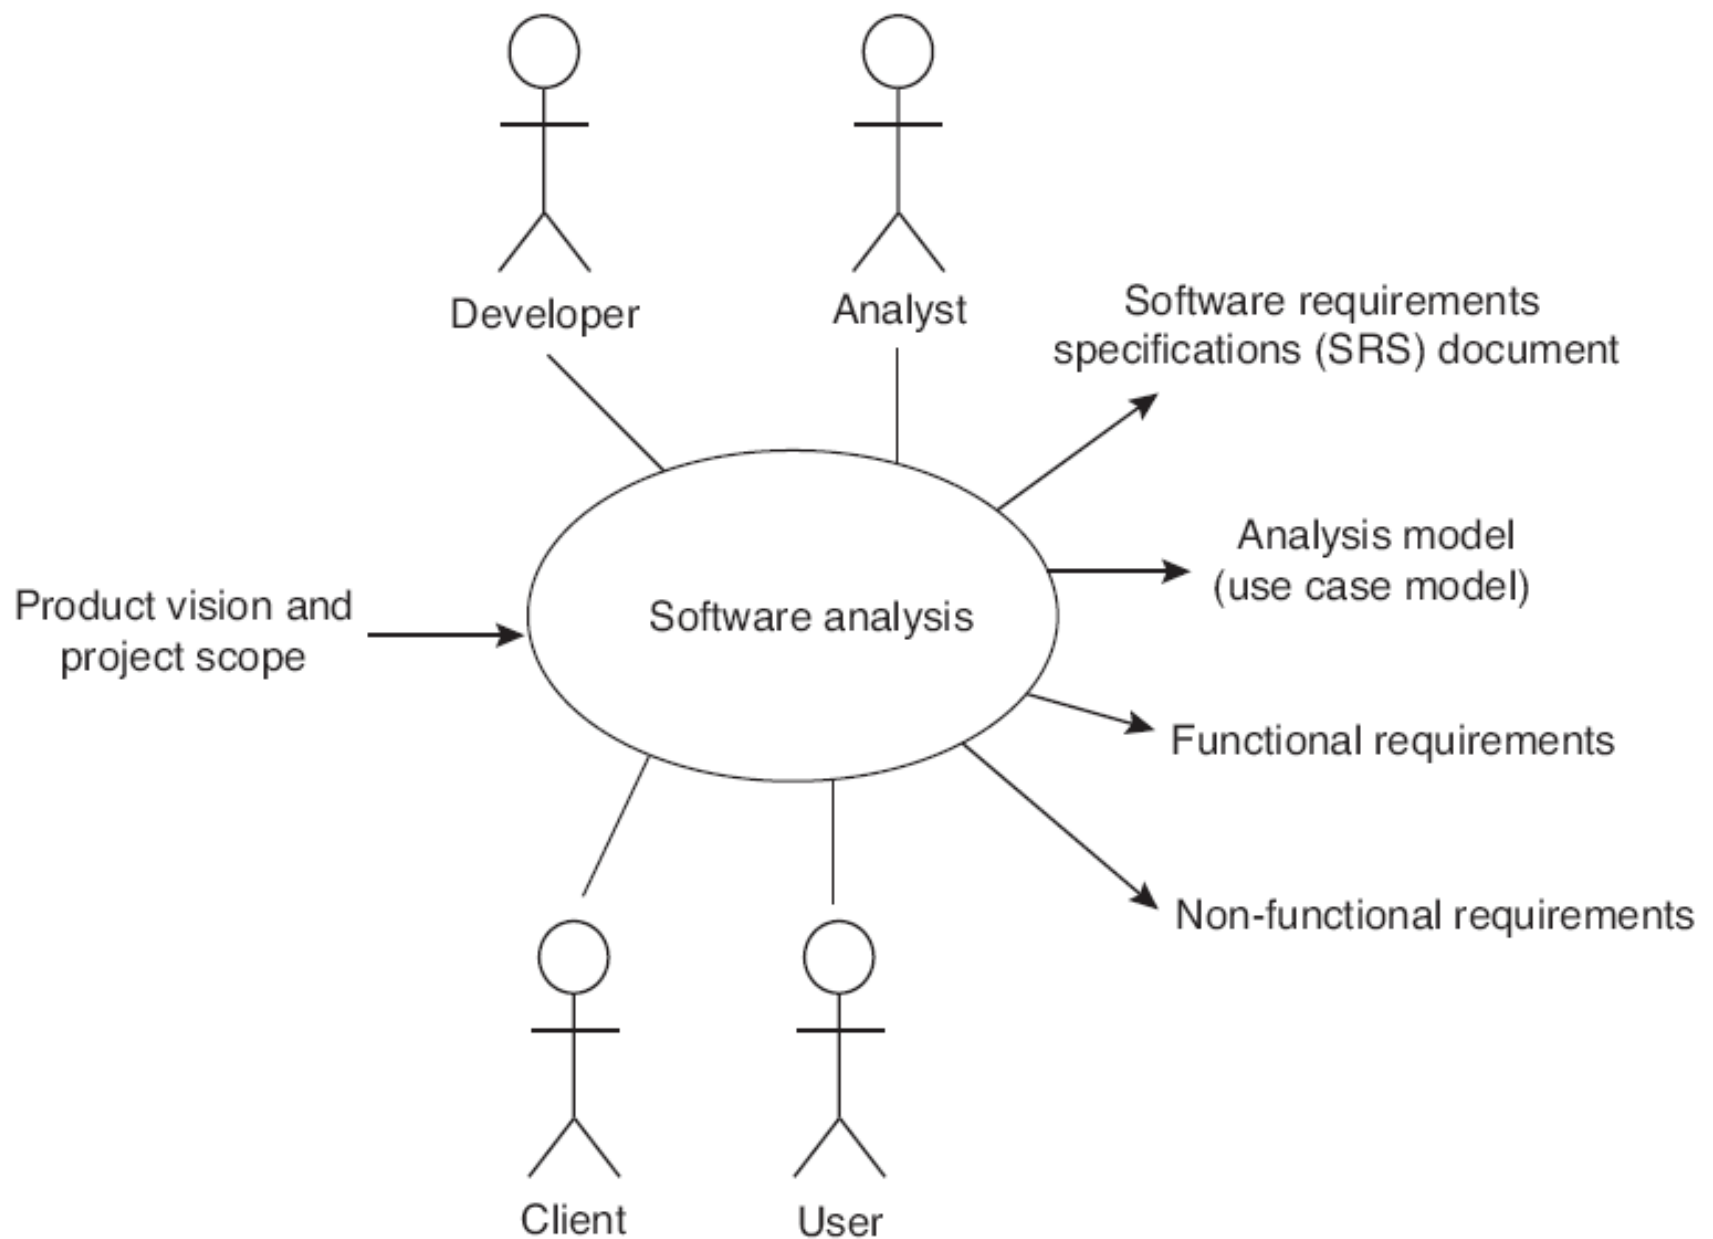 Developer
Analyst
Software requirements
specifications (SRS) document
Analysis model
(use case model)
Product vision and
project scope
Software analysis
Functional requirements
Non-functional requirements
Client
User